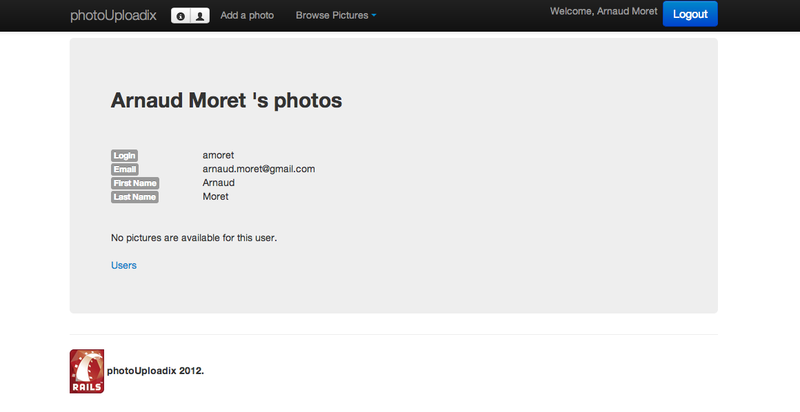 photoUploadix Add a photo Browse Pictures Welcome, Arnaud Moret Logout
Arnaud Moret 's photos
Login amoret
Email arnaud.moret@gmail.com
First Name Arnaud
Last Name Moret
No pictures are available for this user.
Users
RAILS photoUploadix 2012.